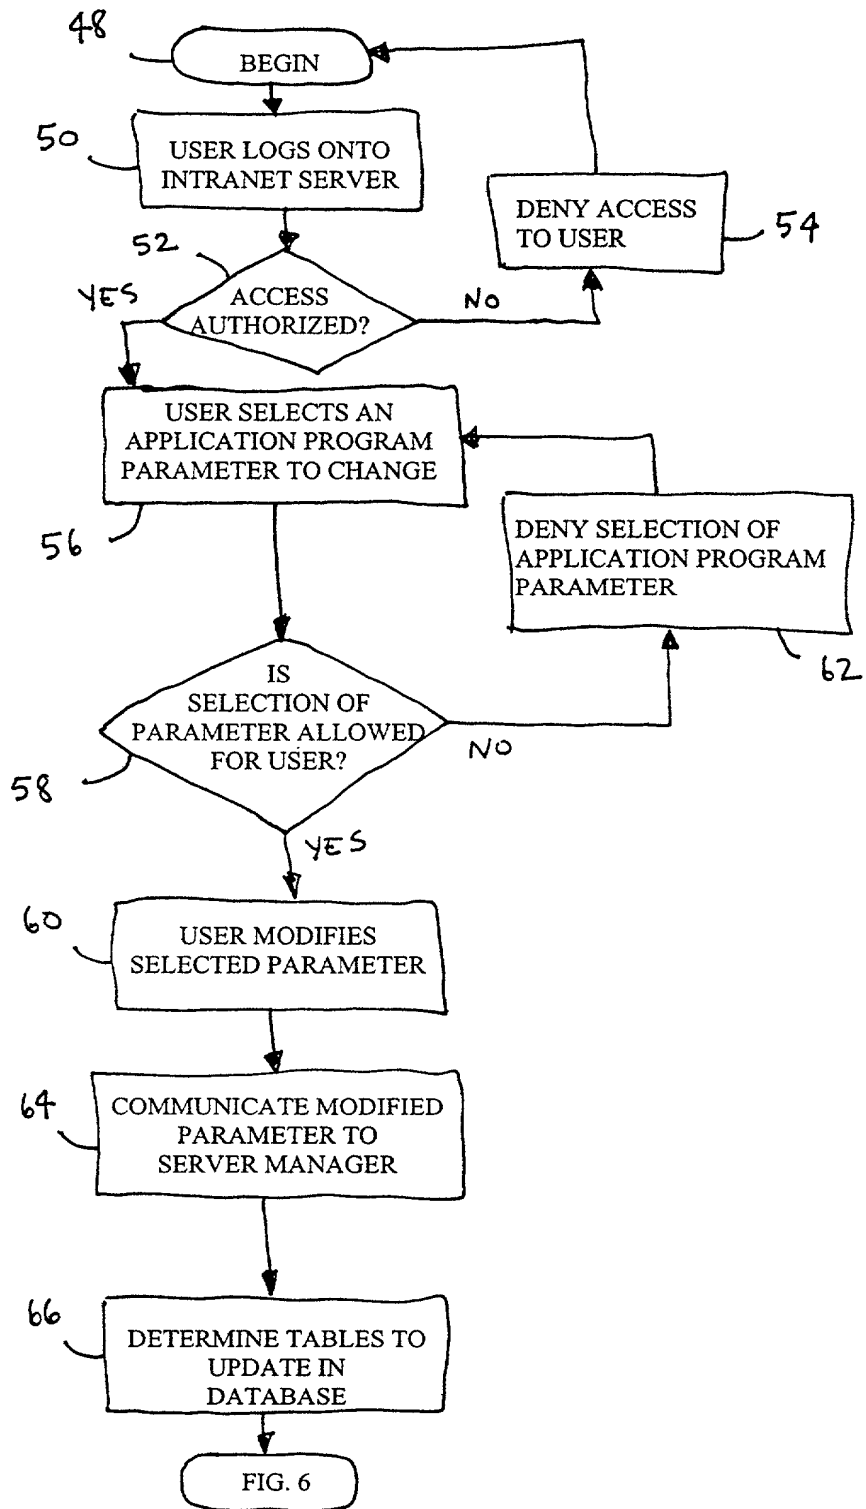 48
BEGIN
50
USER LOGS ONTO
INTRANET SERVER
DENY ACCESS
TO USER
54
52
YES
ACCESS
AUTHORIZED?
NO
USER SELECTS AN
APPLICATION PROGRAM
PARAMETER TO CHANGE
56
DENY SELECTION OF
APPLICATION PROGRAM
PARAMETER
62
IS
SELECTION OF
PARAMETER ALLOWED
FOR USER?
NO
58
YES
60
USER MODIFIES
SELECTED PARAMETER
64
COMMUNICATE MODIFIED
PARAMETER TO
SERVER MANAGER
66
DETERMINE TABLES TO
UPDATE IN
DATABASE
FIG. 6